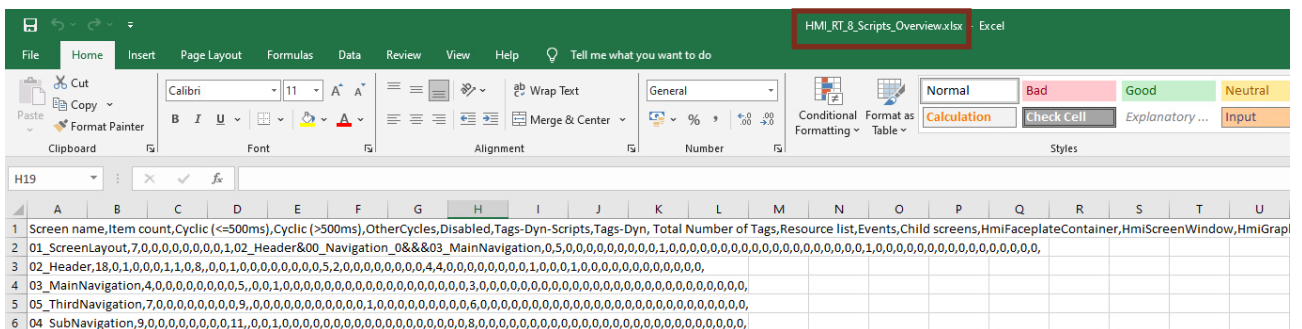 HMI_RT_8_Scripts_Overview.xlsx - Excel
File Home Insert Page Layout Formulas Data Review View Help Tell me what you want to do
Cut
Copy
Paste
Format Painter
Clipboard
Calibri 11 A A
B I U A
Font
ab Wrap Text
Merge & Center
Alignment
General
% ,
Number
Conditional Formatting
Format as Table
Normal Bad Good Neutral
Calculation Check Cell Explanatory ... Input
Styles
H19 fx
A B C D E F G H I J K L M N O P Q R S T U
1 Screen name,Item count,Cyclic (<=500ms),Cyclic (>500ms),OtherCycles,Disabled,Tags-Dyn-Scripts,Tags-Dyn, Total Number of Tags,Resource list,Events,Child screens,HmiFaceplateContainer,HmiScreenWindow,HmiGrap
2 01_ScreenLayout,7,0,0,0,0,0,0,0,0,1,02_Header&00_Navigation_0&&&03_MainNavigation,0,5,0,0,0,0,0,0,0,0,1,0,0,0,0,0,0,0,0,0,0,0,0,0,0,0,0,0,1,0,0,0,0,0,0,0,0,0,0,0,0,0,0,
3 02_Header,18,0,1,0,0,0,1,1,0,8,,0,0,1,0,0,0,0,0,0,0,0,5,2,0,0,0,0,0,0,0,0,4,4,0,0,0,0,0,0,0,0,1,0,0,0,1,0,0,0,0,0,0,0,0,0,0,0,
4 03_MainNavigation,4,0,0,0,0,0,0,0,0,5,,0,0,1,0,0,0,0,0,0,0,0,0,0,0,0,0,0,0,0,0,0,3,0,0,0,0,0,0,0,0,0,0,0,0,0,0,0,0,0,0,0,0,0,0,0,0,
5 05_ThirdNavigation,7,0,0,0,0,0,0,0,0,9,,0,0,0,0,0,0,0,0,0,0,0,0,1,0,0,0,0,0,0,0,0,0,6,0,0,0,0,0,0,0,0,0,0,0,0,0,0,0,0,0,0,0,0,0,0,0,
6 04_SubNavigation,9,0,0,0,0,0,0,0,0,11,,0,0,1,0,0,0,0,0,0,0,0,0,0,0,0,0,0,0,0,0,0,8,0,0,0,0,0,0,0,0,0,0,0,0,0,0,0,0,0,0,0,0,0,0,0,0,